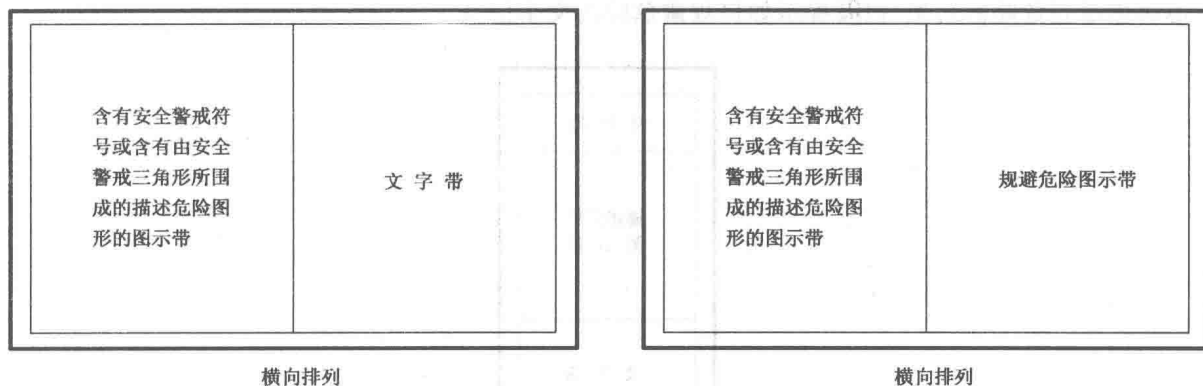 含有安全警戒符
号或含有由安全
警戒三角形所围
成的描述危险图
形的图示带
文字带
横向排列
含有安全警戒符
号或含有由安全
警戒三角形所围
成的描述危险图
形的图示带
规避危险图示带
横向排列